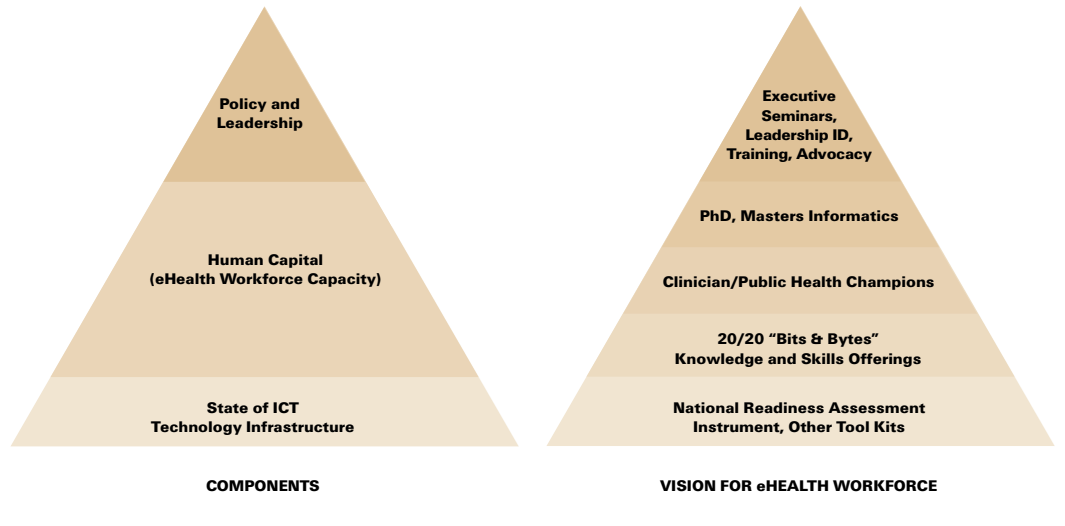 Policy and
Leadership
Human Capital
(eHealth Workforce Capacity)
State of ICT
Technology Infrastructure
COMPONENTS
Executive
Seminars,
Leadership ID,
Training, Advocacy
PhD, Masters Informatics
Clinician/Public Health Champions
20/20 “Bits & Bytes”
Knowledge and Skills Offerings
National Readiness Assessment
Instrument, Other Tool Kits
VISION FOR eHEALTH WORKFORCE